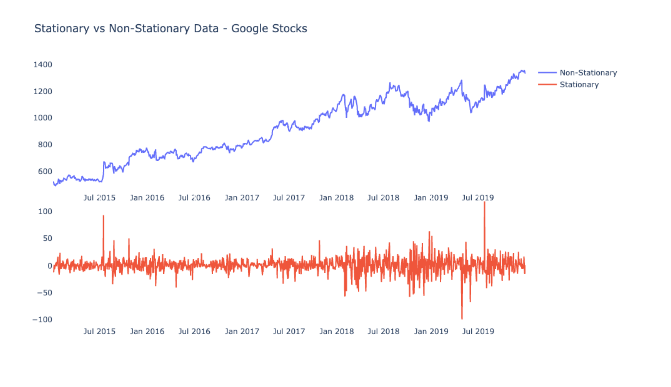 Stationary vs Non-Stationary Data - Google Stocks
1400
1200
1000
800
600
Jul 2015 Jan 2016 Jul 2016 Jan 2017 Jul 2017 Jan 2018 Jul 2018 Jan 2019 Jul 2019
Non-Stationary
Stationary
100
50
0
−50
−100
Jul 2015 Jan 2016 Jul 2016 Jan 2017 Jul 2017 Jan 2018 Jul 2018 Jan 2019 Jul 2019